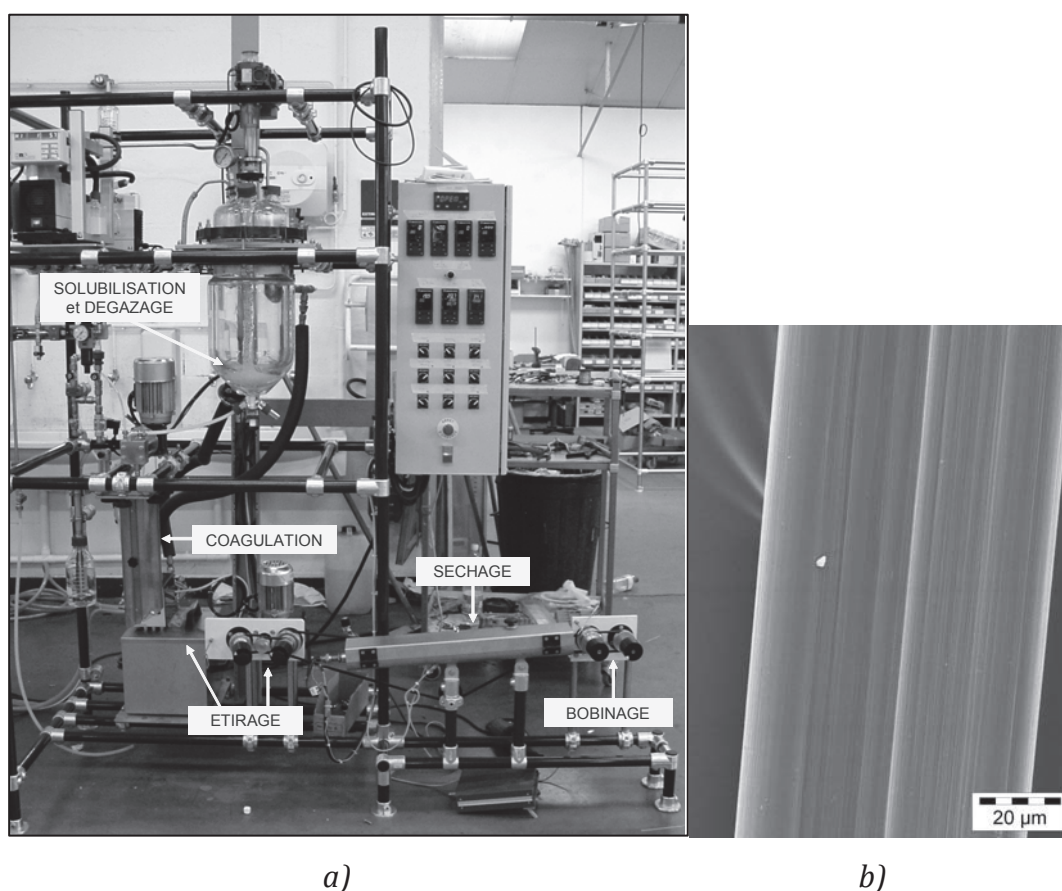 SOLUBILISATION
et DEGAZAGE
COAGULATION
SECHAGE
ETIRAGE
BOBINAGE
20 µm
a)
b)